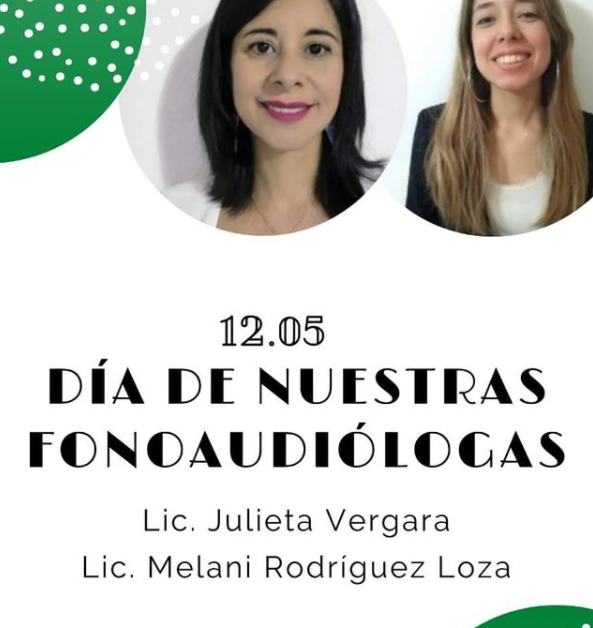 12.05
DÍA DE NUESTRAS
FONOAUDIÓLOGAS
Lic. Julieta Vergara
Lic. Melani Rodríguez Loza